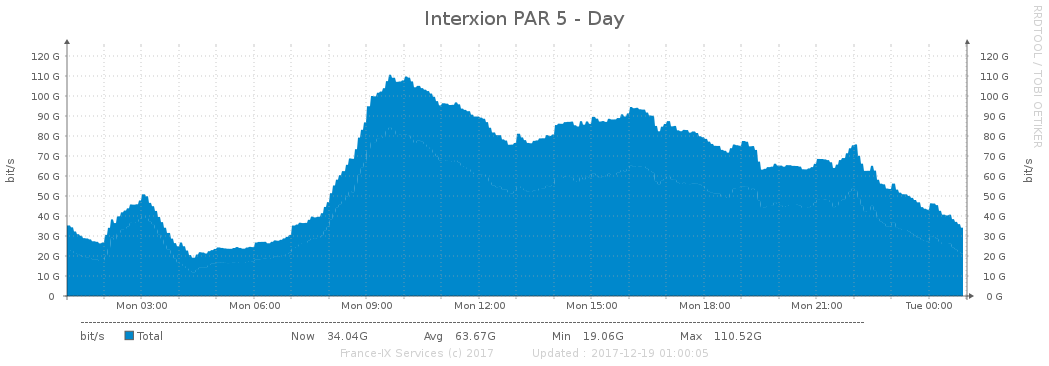 Interxion PAR 5 - Day
RRDTOOL / TOBI OETIKER
bit/s
120 G 120 G
110 G 110 G
100 G 100 G
90 G 90 G
80 G 80 G
70 G 70 G
60 G 60 G
50 G 50 G
40 G 40 G
30 G 30 G
20 G 20 G
10 G 10 G
0 0 G
bit/s
Mon 03:00 Mon 06:00 Mon 09:00 Mon 12:00 Mon 15:00 Mon 18:00 Mon 21:00 Tue 00:00
bit/s Total Now 34.04G Avg 63.67G Min 19.06G Max 110.52G
France-IX Services (c) 2017 Updated : 2017-12-19 01:00:05